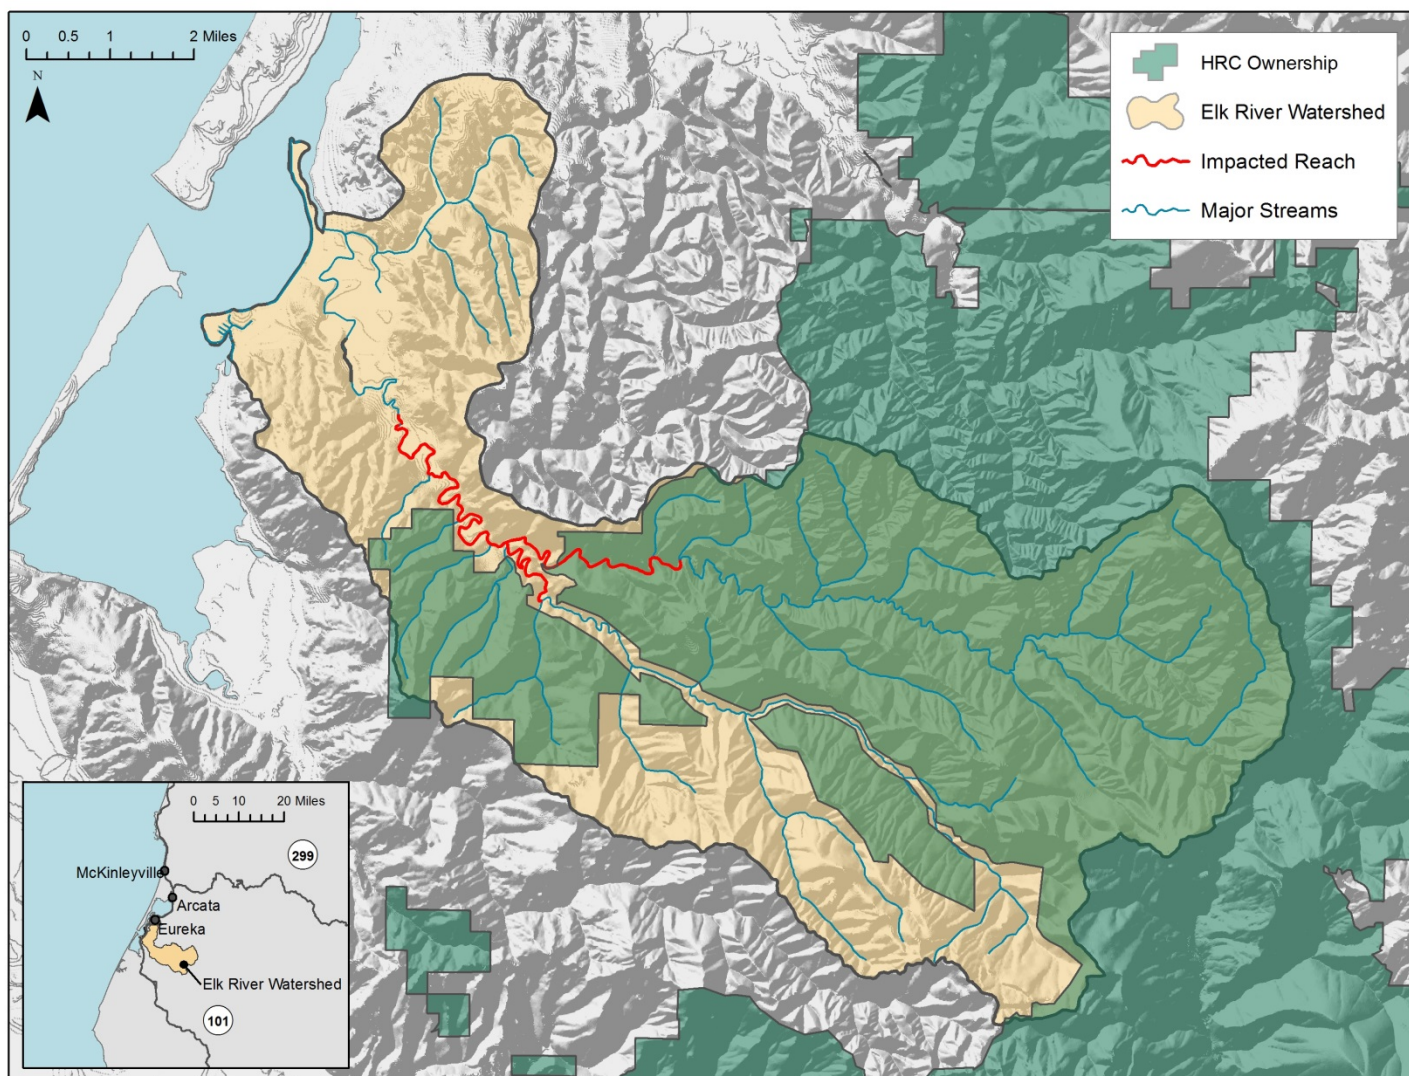 0 0.5 1 2 Miles
N
HRC Ownership
Elk River Watershed
Impacted Reach
Major Streams
0 5 10 20 Miles
299
McKinleyville
Arcata
Eureka
Elk River Watershed
101